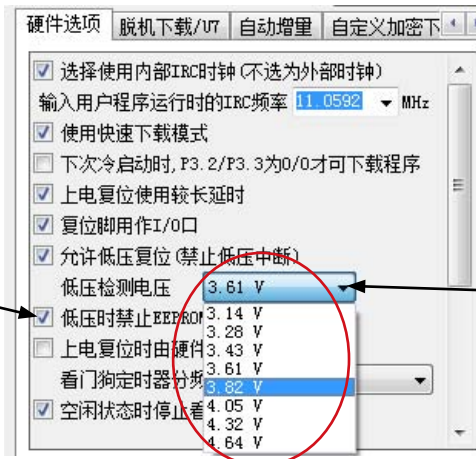 硬件选项 脱机下载/U7 自动增量 自定义加密下
选择使用内部IRC时钟(不选为外部时钟)
输入用户程序运行时的IRC频率 11.0592 MHz
使用快速下载模式
下次冷启动时,P3.2/P3.3为0/0才可下载程序
上电复位使用较长延时
复位脚用作I/O口
允许低压复位(禁止低压中断)
低压检测电压 3.61 V
低压时禁止EEPROM
3.14 V
3.28 V
上电复位时由硬件
3.43 V
3.61 V
看门狗定时器分频
3.82 V
空闲状态时停止看
4.05 V
4.32 V
4.64 V